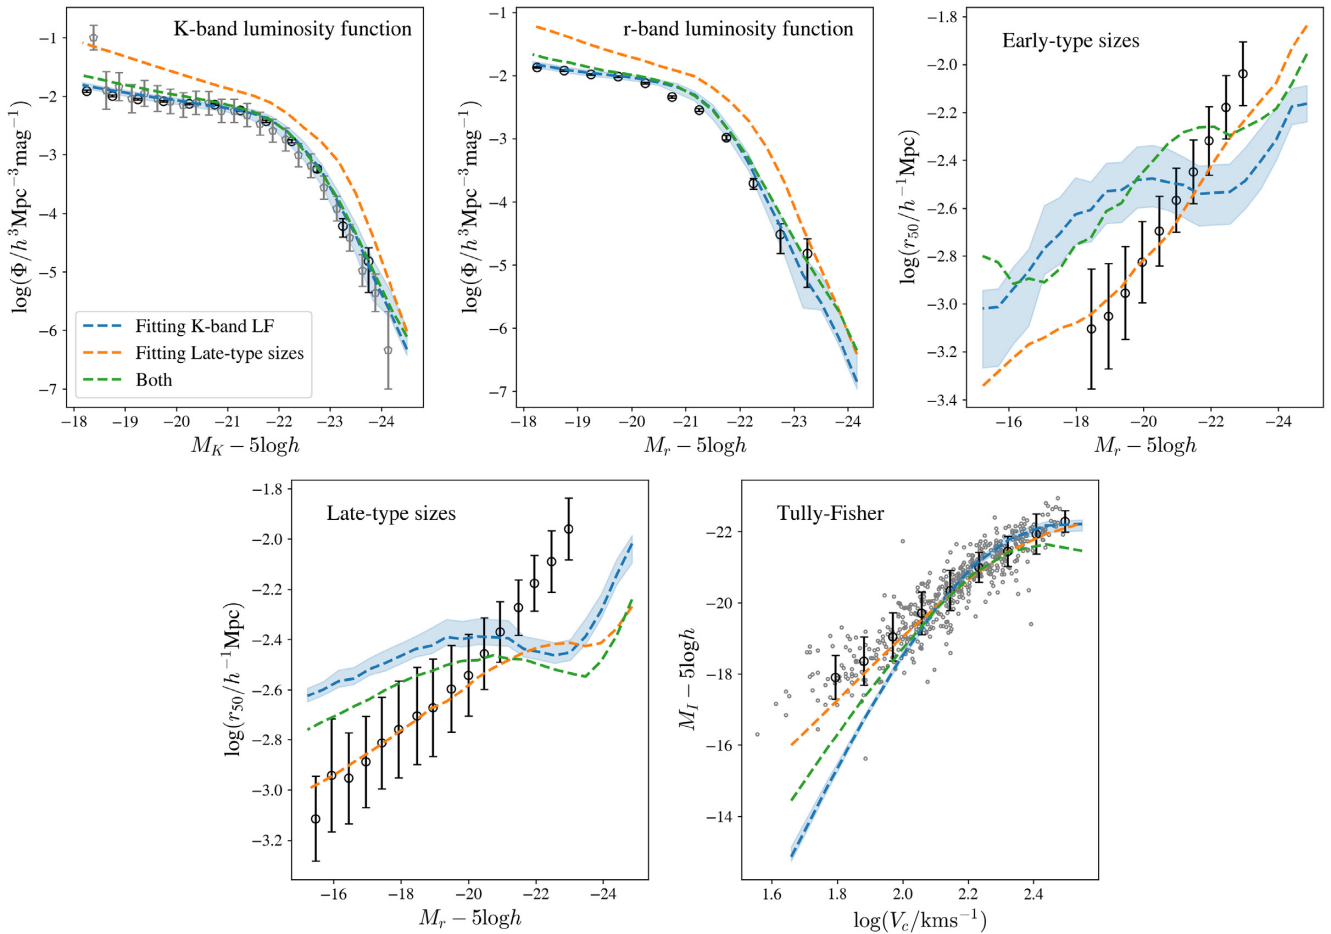 K-band luminosity function
−1
−2
−3
−4
−5
−6
−7
log(Φ/h³Mpc⁻³mag⁻¹)
Fitting K-band LF
Fitting Late-type sizes
Both
−18 −19 −20 −21 −22 −23 −24
M_K − 5logh
r-band luminosity function
−1
−2
−3
−4
−5
−6
−7
log(Φ/h³Mpc⁻³mag⁻¹)
−18 −19 −20 −21 −22 −23 −24
M_r − 5logh
Early-type sizes
−1.8
−2.0
−2.2
−2.4
−2.6
−2.8
−3.0
−3.2
−3.4
log(r₅₀/h⁻¹Mpc)
−16 −18 −20 −22 −24
M_r − 5logh
Late-type sizes
−1.8
−2.0
−2.2
−2.4
−2.6
−2.8
−3.0
−3.2
log(r₅₀/h⁻¹Mpc)
−16 −18 −20 −22 −24
M_r − 5logh
Tully-Fisher
−22
−20
−18
−16
−14
M_I − 5logh
1.6 1.8 2.0 2.2 2.4
log(V_c/kms⁻¹)